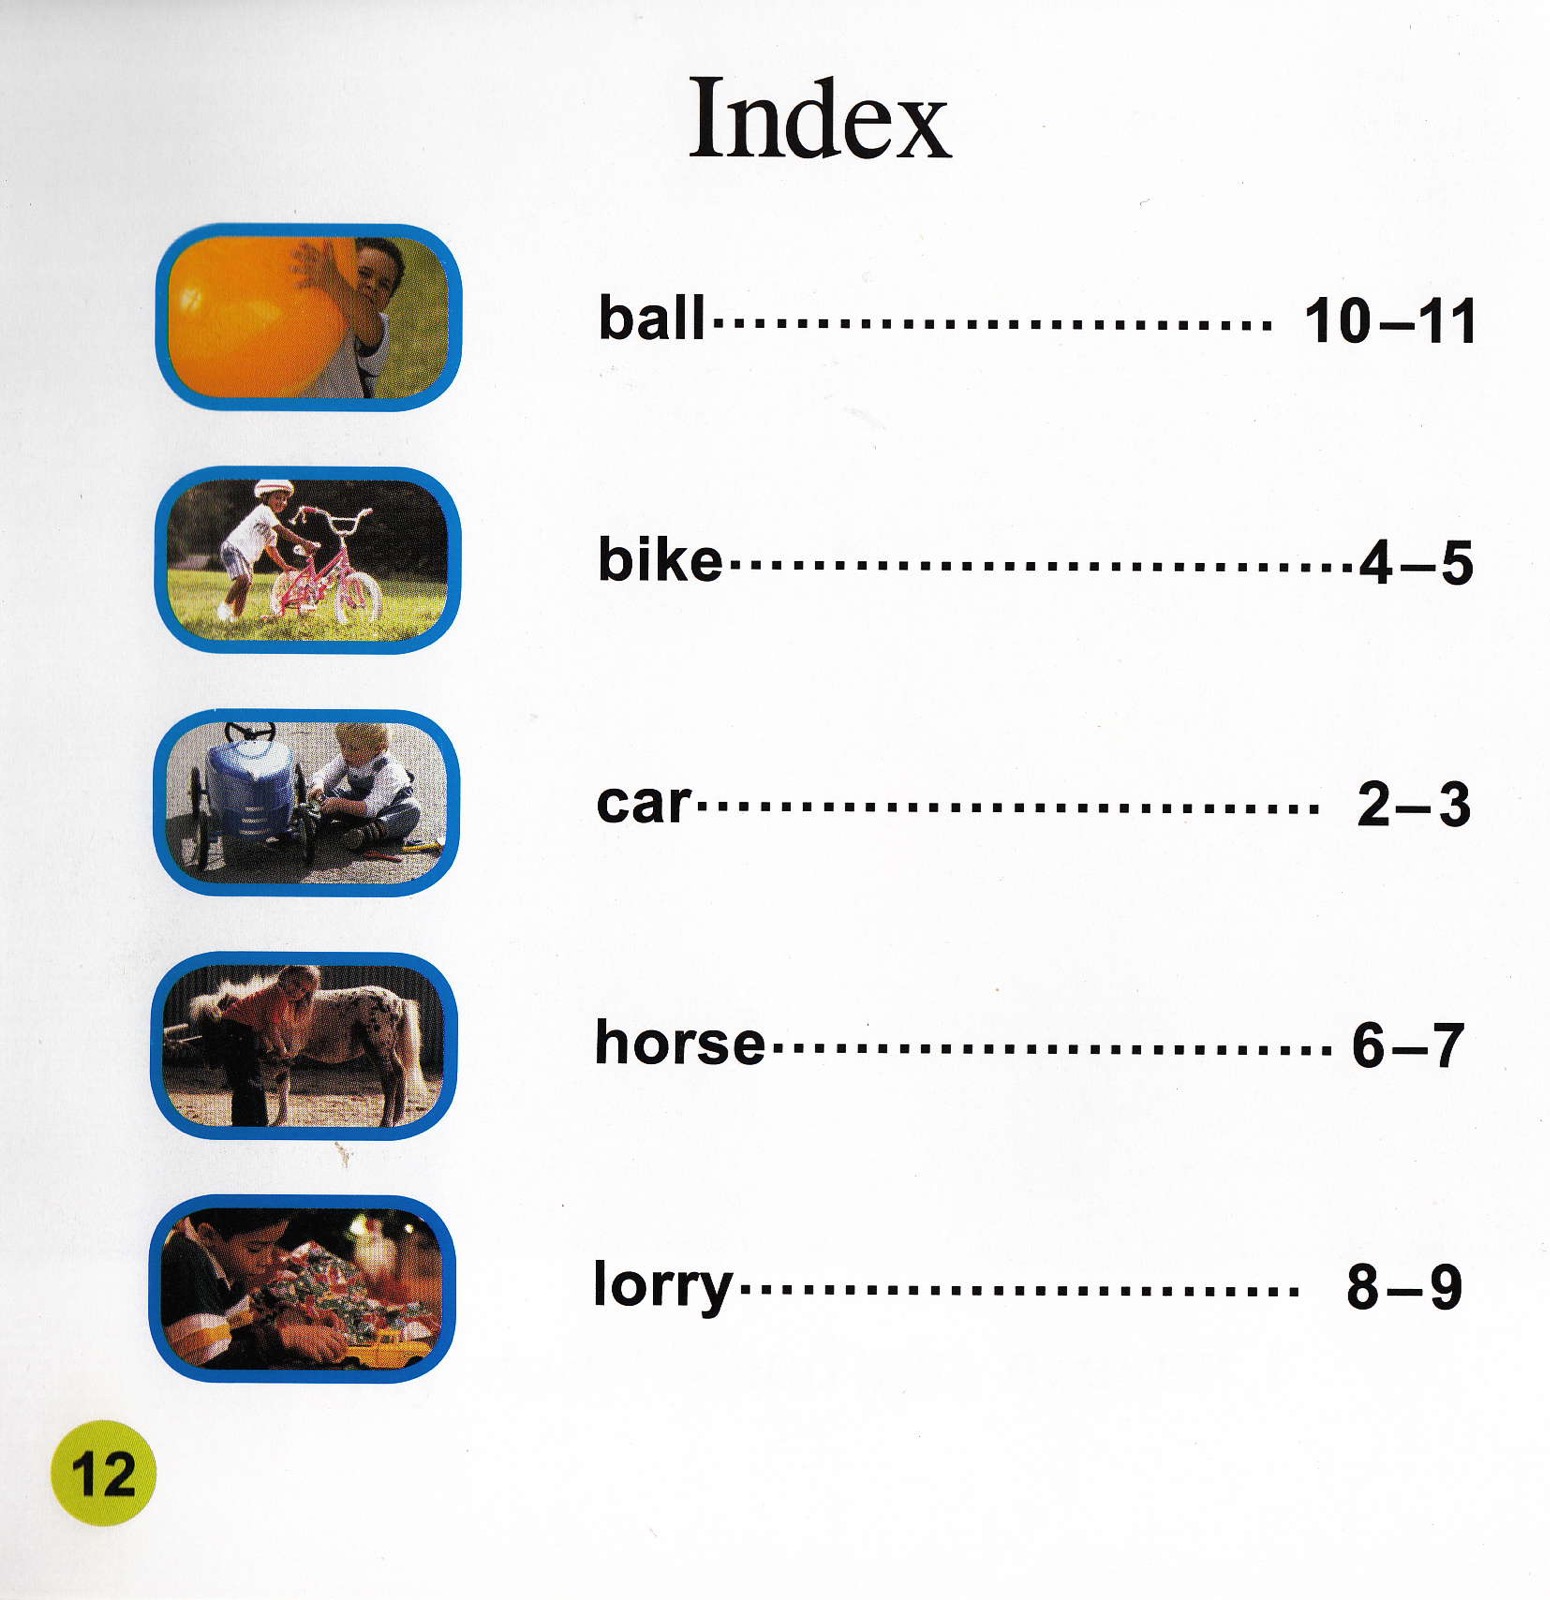 Index
ball........................... 10–11
bike..............................4–5
car.............................. 2–3
horse........................... 6–7
lorry........................... 8–9
12